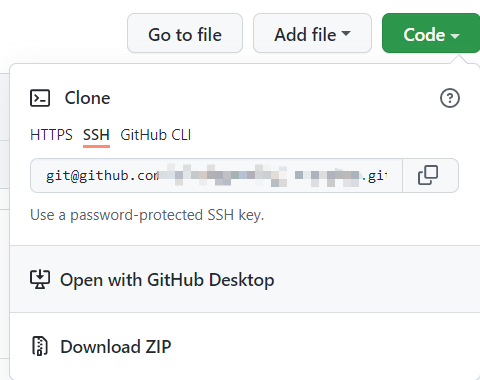 Go to file Add file Code
Clone
HTTPS SSH GitHub CLI
git@github.com .git
Use a password-protected SSH key.
Open with GitHub Desktop
Download ZIP